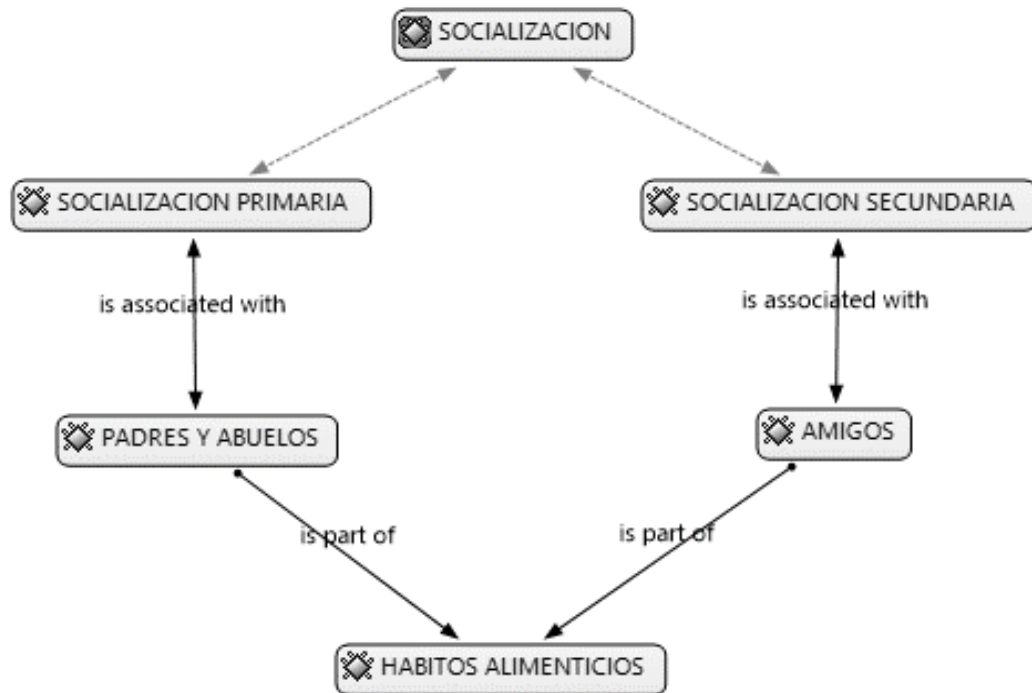 SOCIALIZACION
SOCIALIZACION PRIMARIA
SOCIALIZACION SECUNDARIA
is associated with
is associated with
PADRES Y ABUELOS
AMIGOS
is part of
is part of
HABITOS ALIMENTICIOS